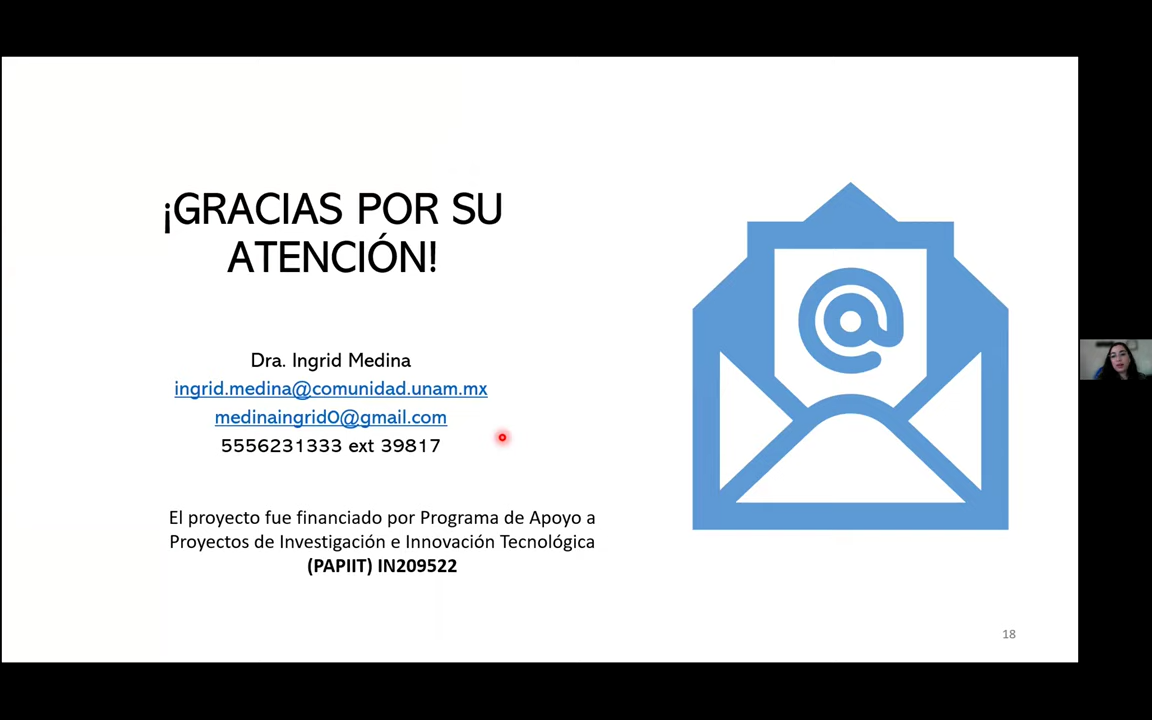 ¡GRACIAS POR SU
ATENCIÓN!
Dra. Ingrid Medina
ingrid.medina@comunidad.unam.mx
medinaingrid0@gmail.com
5556231333 ext 39817
El proyecto fue financiado por Programa de Apoyo a
Proyectos de Investigación e Innovación Tecnológica
(PAPIIT) IN209522
18